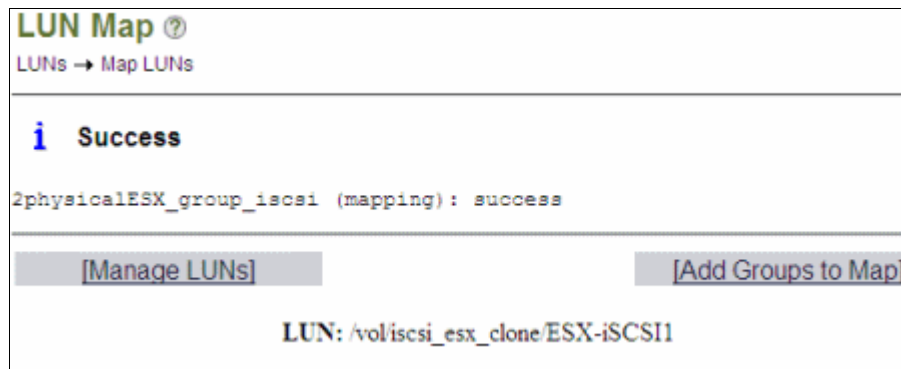 LUN Map ?
LUNs → Map LUNs
i Success
2physicalESX_group_iscsi (mapping): success
[Manage LUNs] [Add Groups to Map]
LUN: /vol/iscsi_esx_clone/ESX-iSCSI1